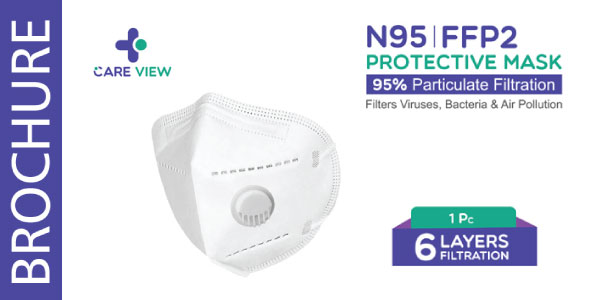 BROCHURE
CARE VIEW
N95|FFP2
PROTECTIVE MASK
95% Particulate Filtration
Filters Viruses, Bacteria & Air Pollution
1 Pc
6 LAYERS
FILTRATION